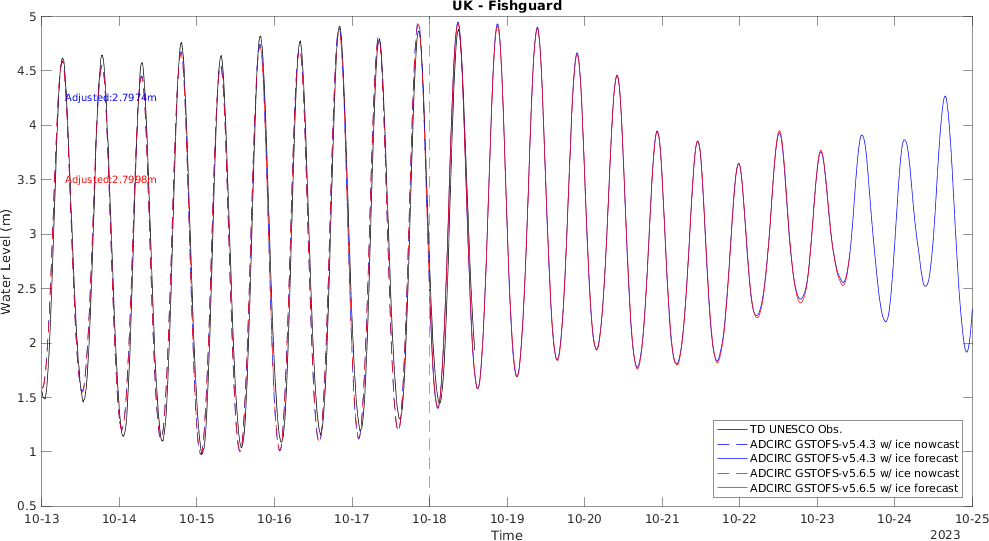 UK - Fishguard
5
4.5
4
3.5
3
2.5
2
1.5
1
0.5
Water Level (m)
Adjusted:2.7974m
Adjusted:2.7998m
TD UNESCO Obs.
ADCIRC GSTOFS-v5.4.3 w/ ice nowcast
ADCIRC GSTOFS-v5.4.3 w/ ice forecast
ADCIRC GSTOFS-v5.6.5 w/ ice nowcast
ADCIRC GSTOFS-v5.6.5 w/ ice forecast
10-13 10-14 10-15 10-16 10-17 10-18 10-19 10-20 10-21 10-22 10-23 10-24 10-25
Time
2023